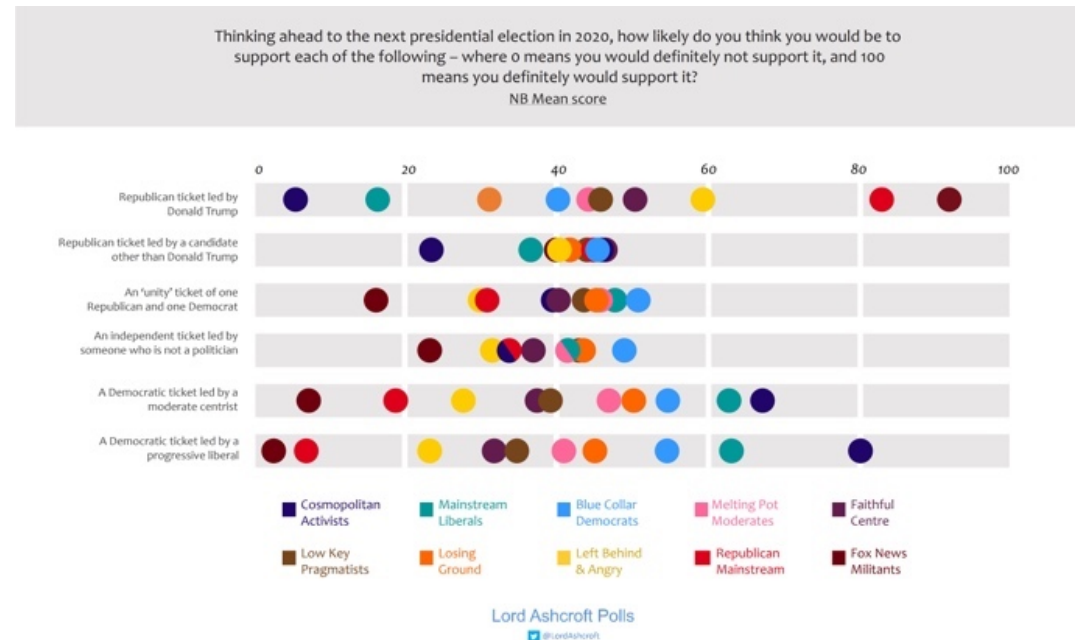 Thinking ahead to the next presidential election in 2020, how likely do you think you would be to
support each of the following – where 0 means you would definitely not support it, and 100
means you definitely would support it?
NB Mean score
0 20 40 60 80 100
Republican ticket led by
Donald Trump
Republican ticket led by a candidate
other than Donald Trump
An ‘unity’ ticket of one
Republican and one Democrat
An independent ticket led by
someone who is not a politician
A Democratic ticket led by a
moderate centrist
A Democratic ticket led by a
progressive liberal
Cosmopolitan
Activists
Mainstream
Liberals
Blue Collar
Democrats
Melting Pot
Moderates
Faithful
Centre
Low Key
Pragmatists
Losing
Ground
Left Behind
& Angry
Republican
Mainstream
Fox News
Militants
Lord Ashcroft Polls
@LordAshcroft